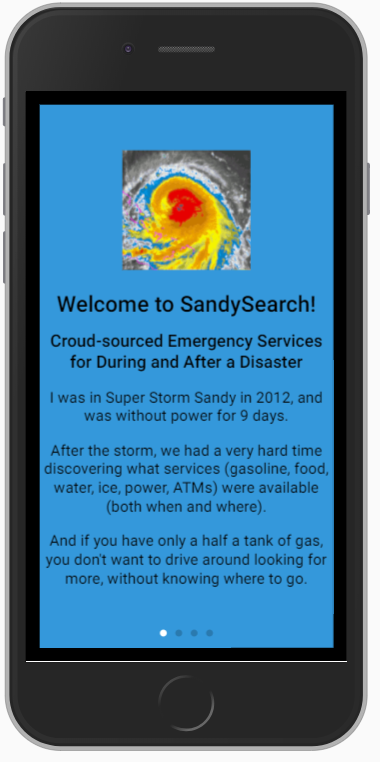 Welcome to SandySearch!
Croud-sourced Emergency Services
for During and After a Disaster
I was in Super Storm Sandy in 2012, and
was without power for 9 days.
After the storm, we had a very hard time
discovering what services (gasoline, food,
water, ice, power, ATMs) were available
(both when and where).
And if you have only a half a tank of gas,
you don't want to drive around looking for
more, without knowing where to go.